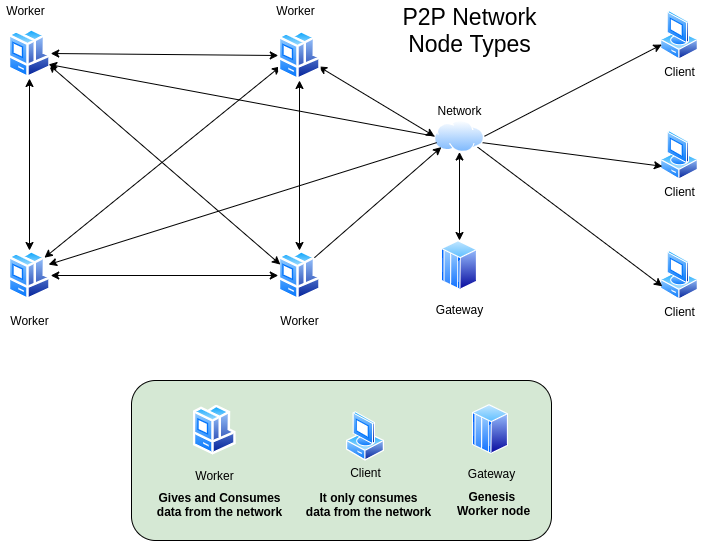 Worker
Worker
P2P Network
Node Types
Client
Network
Client
Worker
Worker
Gateway
Client
Worker
Client
Gateway
Gives and Consumes
data from the network
It only consumes
data from the network
Genesis
Worker node